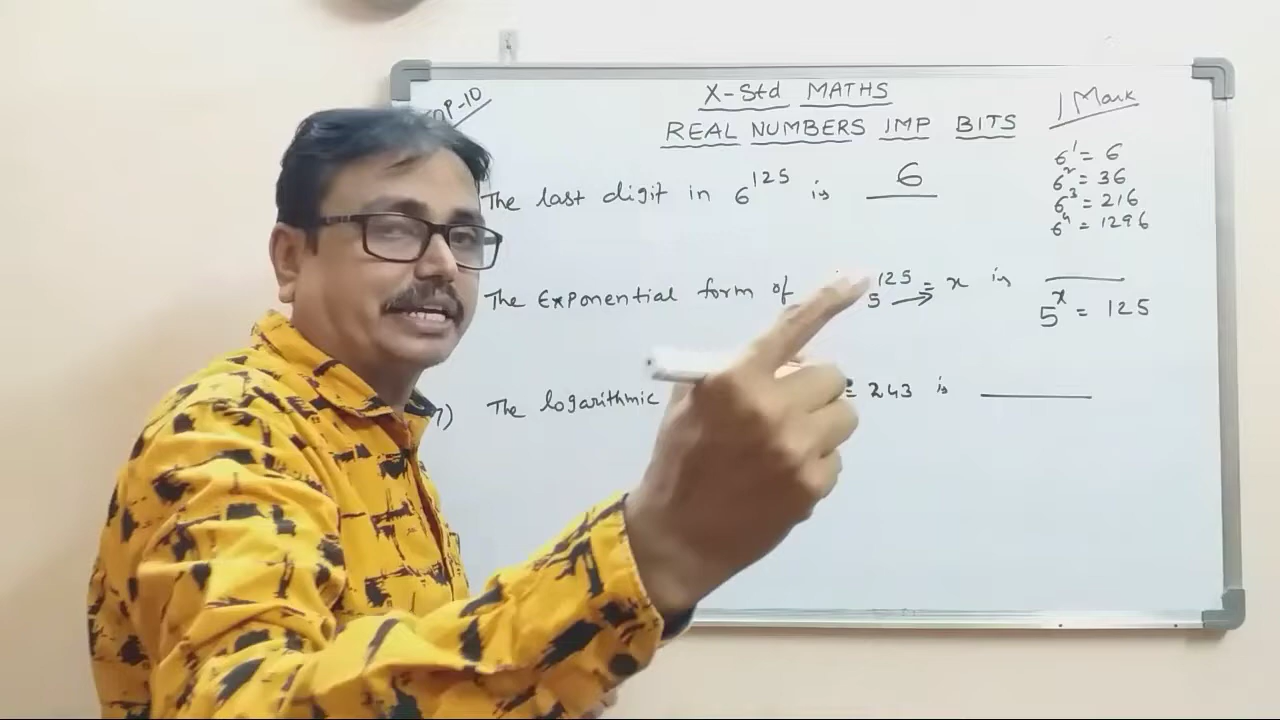 X-Std MATHS
1 Mark
REAL NUMBERS IMP BITS
The last digit in 6^125 is 6
6^1 = 6
6^2 = 36
6^3 = 216
6^4 = 1296
The Exponential form of 5^125 = x is ____
5^x = 125
7) The logarithmic = 243 is ____